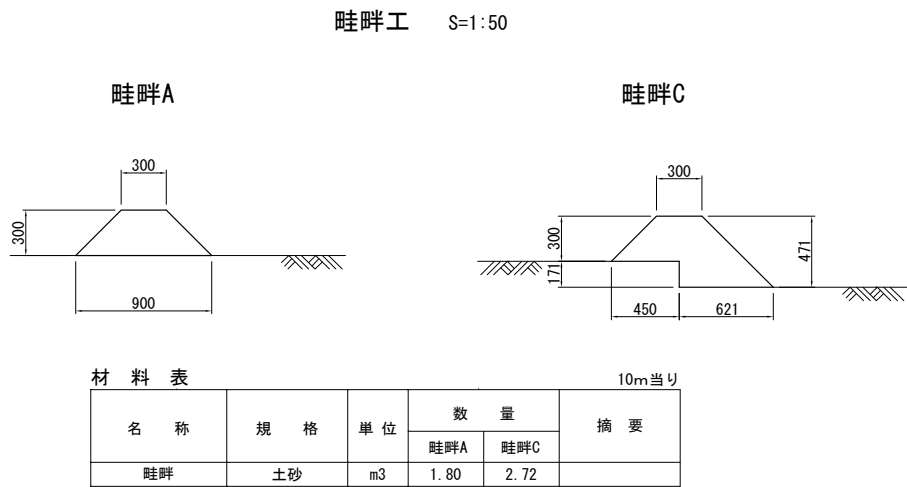 畦畔工 S=1:50
畦畔A 畦畔C
300 300
300 300 471
171
900 450 621
材 料 表 10m当り
名 称 規 格 単 位 数 量 摘 要
畦畔A 畦畔C
畦畔 土砂 m3 1.80 2.72